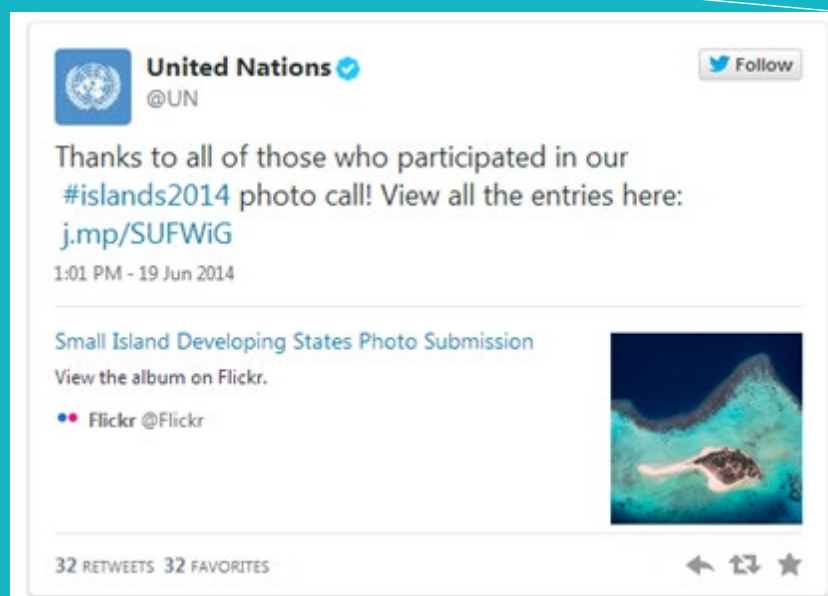 United Nations
Follow
@UN
Thanks to all of those who participated in our
#islands2014 photo call! View all the entries here:
j.mp/SUFWiG
1:01 PM - 19 Jun 2014
Small Island Developing States Photo Submission
View the album on Flickr.
Flickr @Flickr
32 RETWEETS 32 FAVORITES